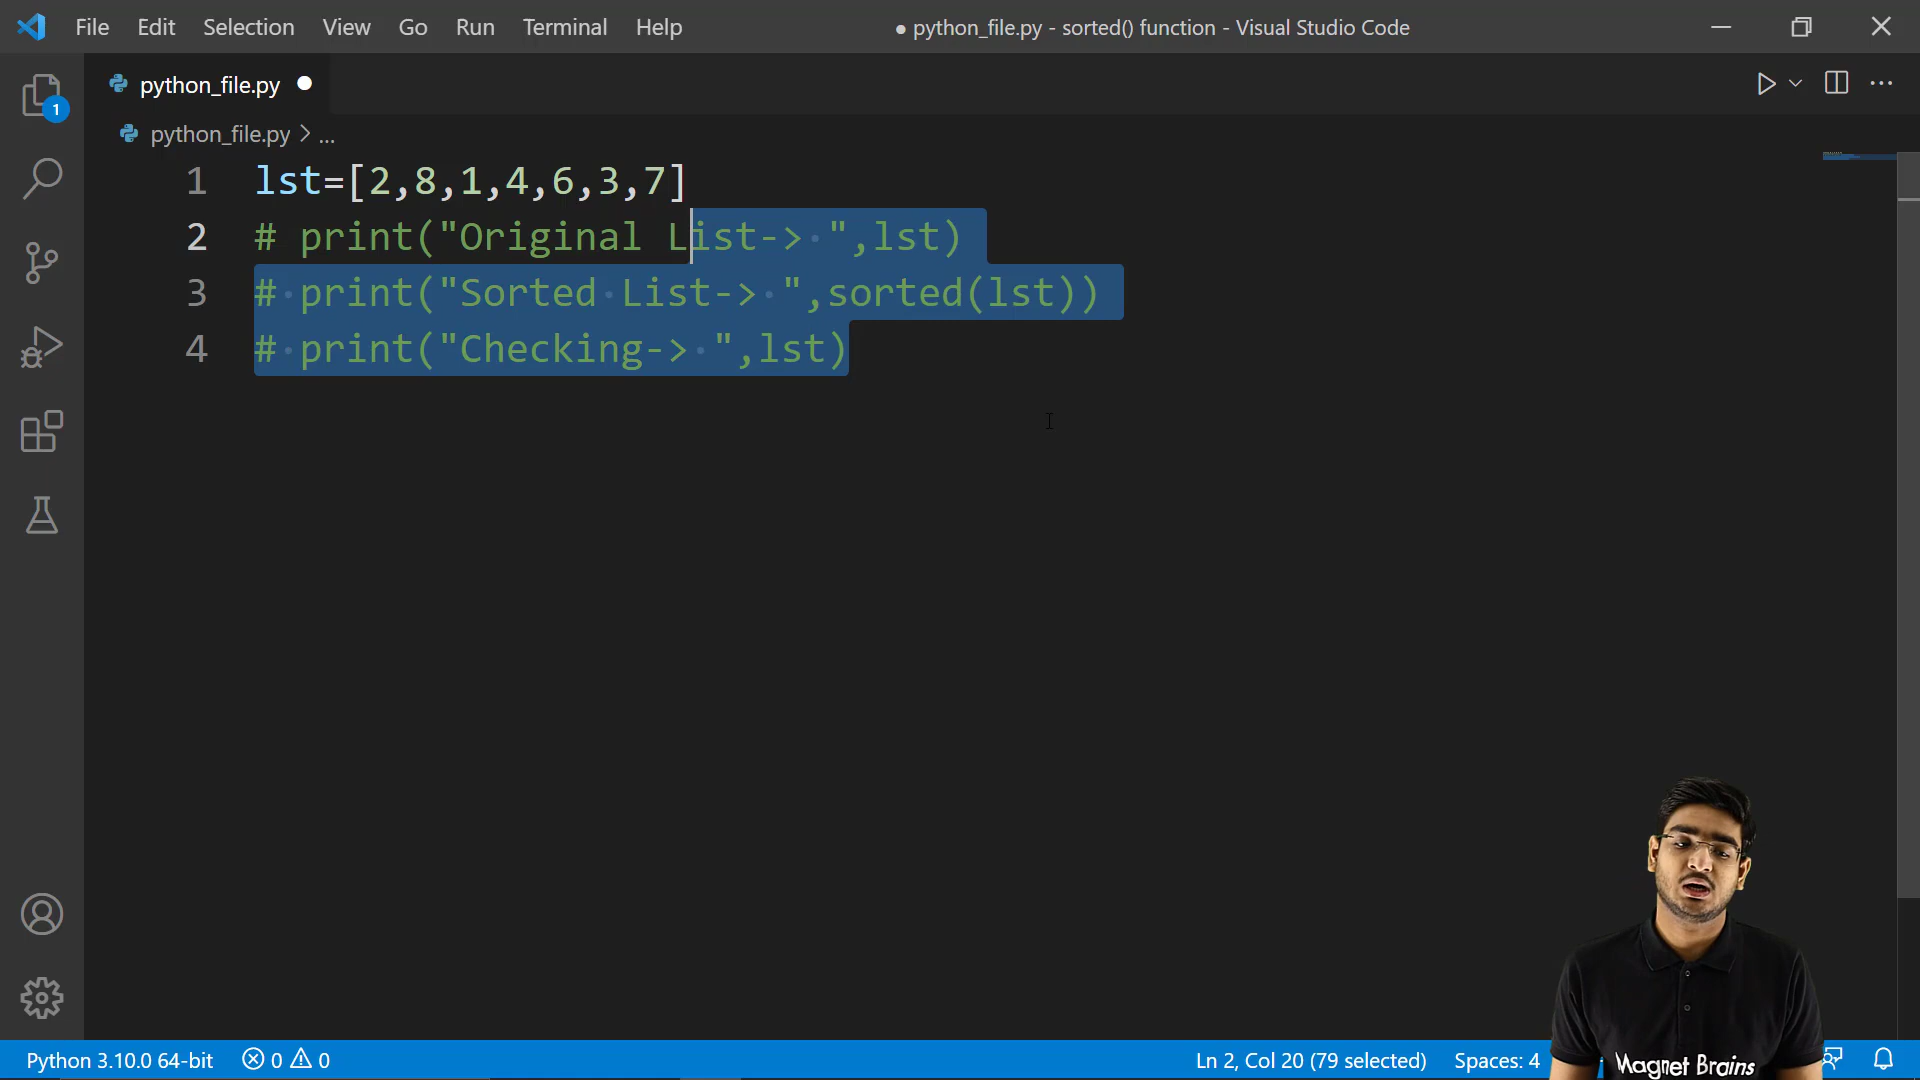 File Edit Selection View Go Run Terminal Help ● python_file.py - sorted() function - Visual Studio Code
python_file.py ●
1
python_file.py > ...
1 lst=[2,8,1,4,6,3,7]
2 # print("Original List-> ",lst)
3 # print("Sorted List-> ",sorted(lst))
4 # print("Checking-> ",lst)
Python 3.10.0 64-bit 0 0 Ln 2, Col 20 (79 selected) Spaces: 4
Magnet Brains